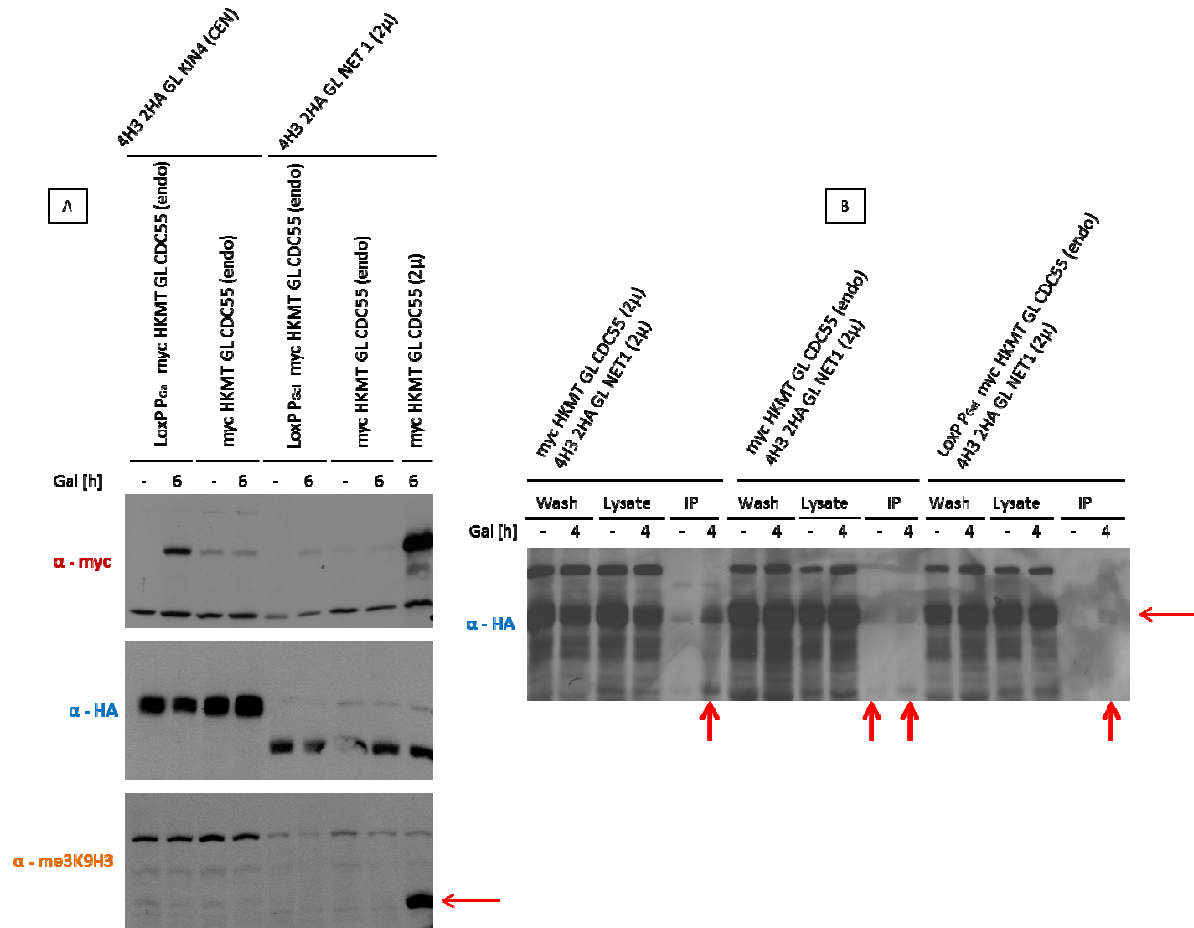 4H3 2HA GL KIN4 (CEN)
4H3 2HA GL NET 1 (2µ)
A
LoxP PGal myc HKMT GL CDC55 (endo)
myc HKMT GL CDC55 (endo)
LoxP PGal myc HKMT GL CDC55 (endo)
myc HKMT GL CDC55 (endo)
myc HKMT GL CDC55 (2µ)
Gal [h] - 6 - 6 - 6 - 6 6
α - myc
α - HA
α - me3K9H3
B
myc HKMT GL CDC55 (2µ)
4H3 2HA GL NET1 (2µ)
myc HKMT GL CDC55 (endo)
4H3 2HA GL NET1 (2µ)
LoxP PGal myc HKMT GL CDC55 (endo)
4H3 2HA GL NET1 (2µ)
Wash Lysate IP Wash Lysate IP Wash Lysate IP
Gal [h] - 4 - 4 - 4 - 4 - 4 - 4 - 4 - 4 - 4
α - HA